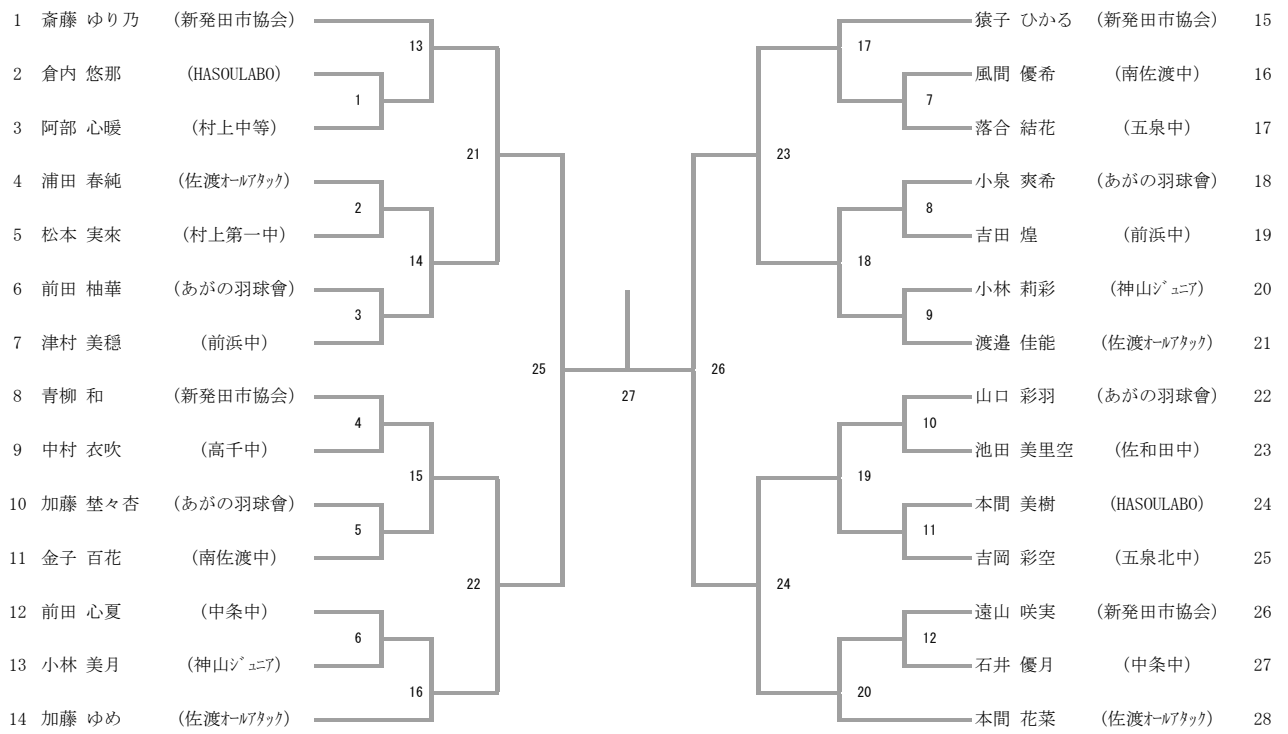 1 斎藤 ゆり乃 (新発田市協会)
2 倉内 悠那 (HASOULABO)
3 阿部 心暖 (村上中等)
4 浦田 春純 (佐渡オールアタック)
5 松本 実來 (村上第一中)
6 前田 柚華 (あがの羽球會)
7 津村 美穏 (前浜中)
8 青柳 和 (新発田市協会)
9 中村 衣吹 (高千中)
10 加藤 埜々杏 (あがの羽球會)
11 金子 百花 (南佐渡中)
12 前田 心夏 (中条中)
13 小林 美月 (神山ジュニア)
14 加藤 ゆめ (佐渡オールアタック)
13
1
21
2
14
3
25
4
15
5
22
6
16
27
17
7
23
8
18
9
26
10
19
11
24
12
20
猿子 ひかる (新発田市協会) 15
風間 優希 (南佐渡中) 16
落合 結花 (五泉中) 17
小泉 爽希 (あがの羽球會) 18
吉田 煌 (前浜中) 19
小林 莉彩 (神山ジュニア) 20
渡邉 佳能 (佐渡オールアタック) 21
山口 彩羽 (あがの羽球會) 22
池田 美里空 (佐和田中) 23
本間 美樹 (HASOULABO) 24
吉岡 彩空 (五泉北中) 25
遠山 咲実 (新発田市協会) 26
石井 優月 (中条中) 27
本間 花菜 (佐渡オールアタック) 28